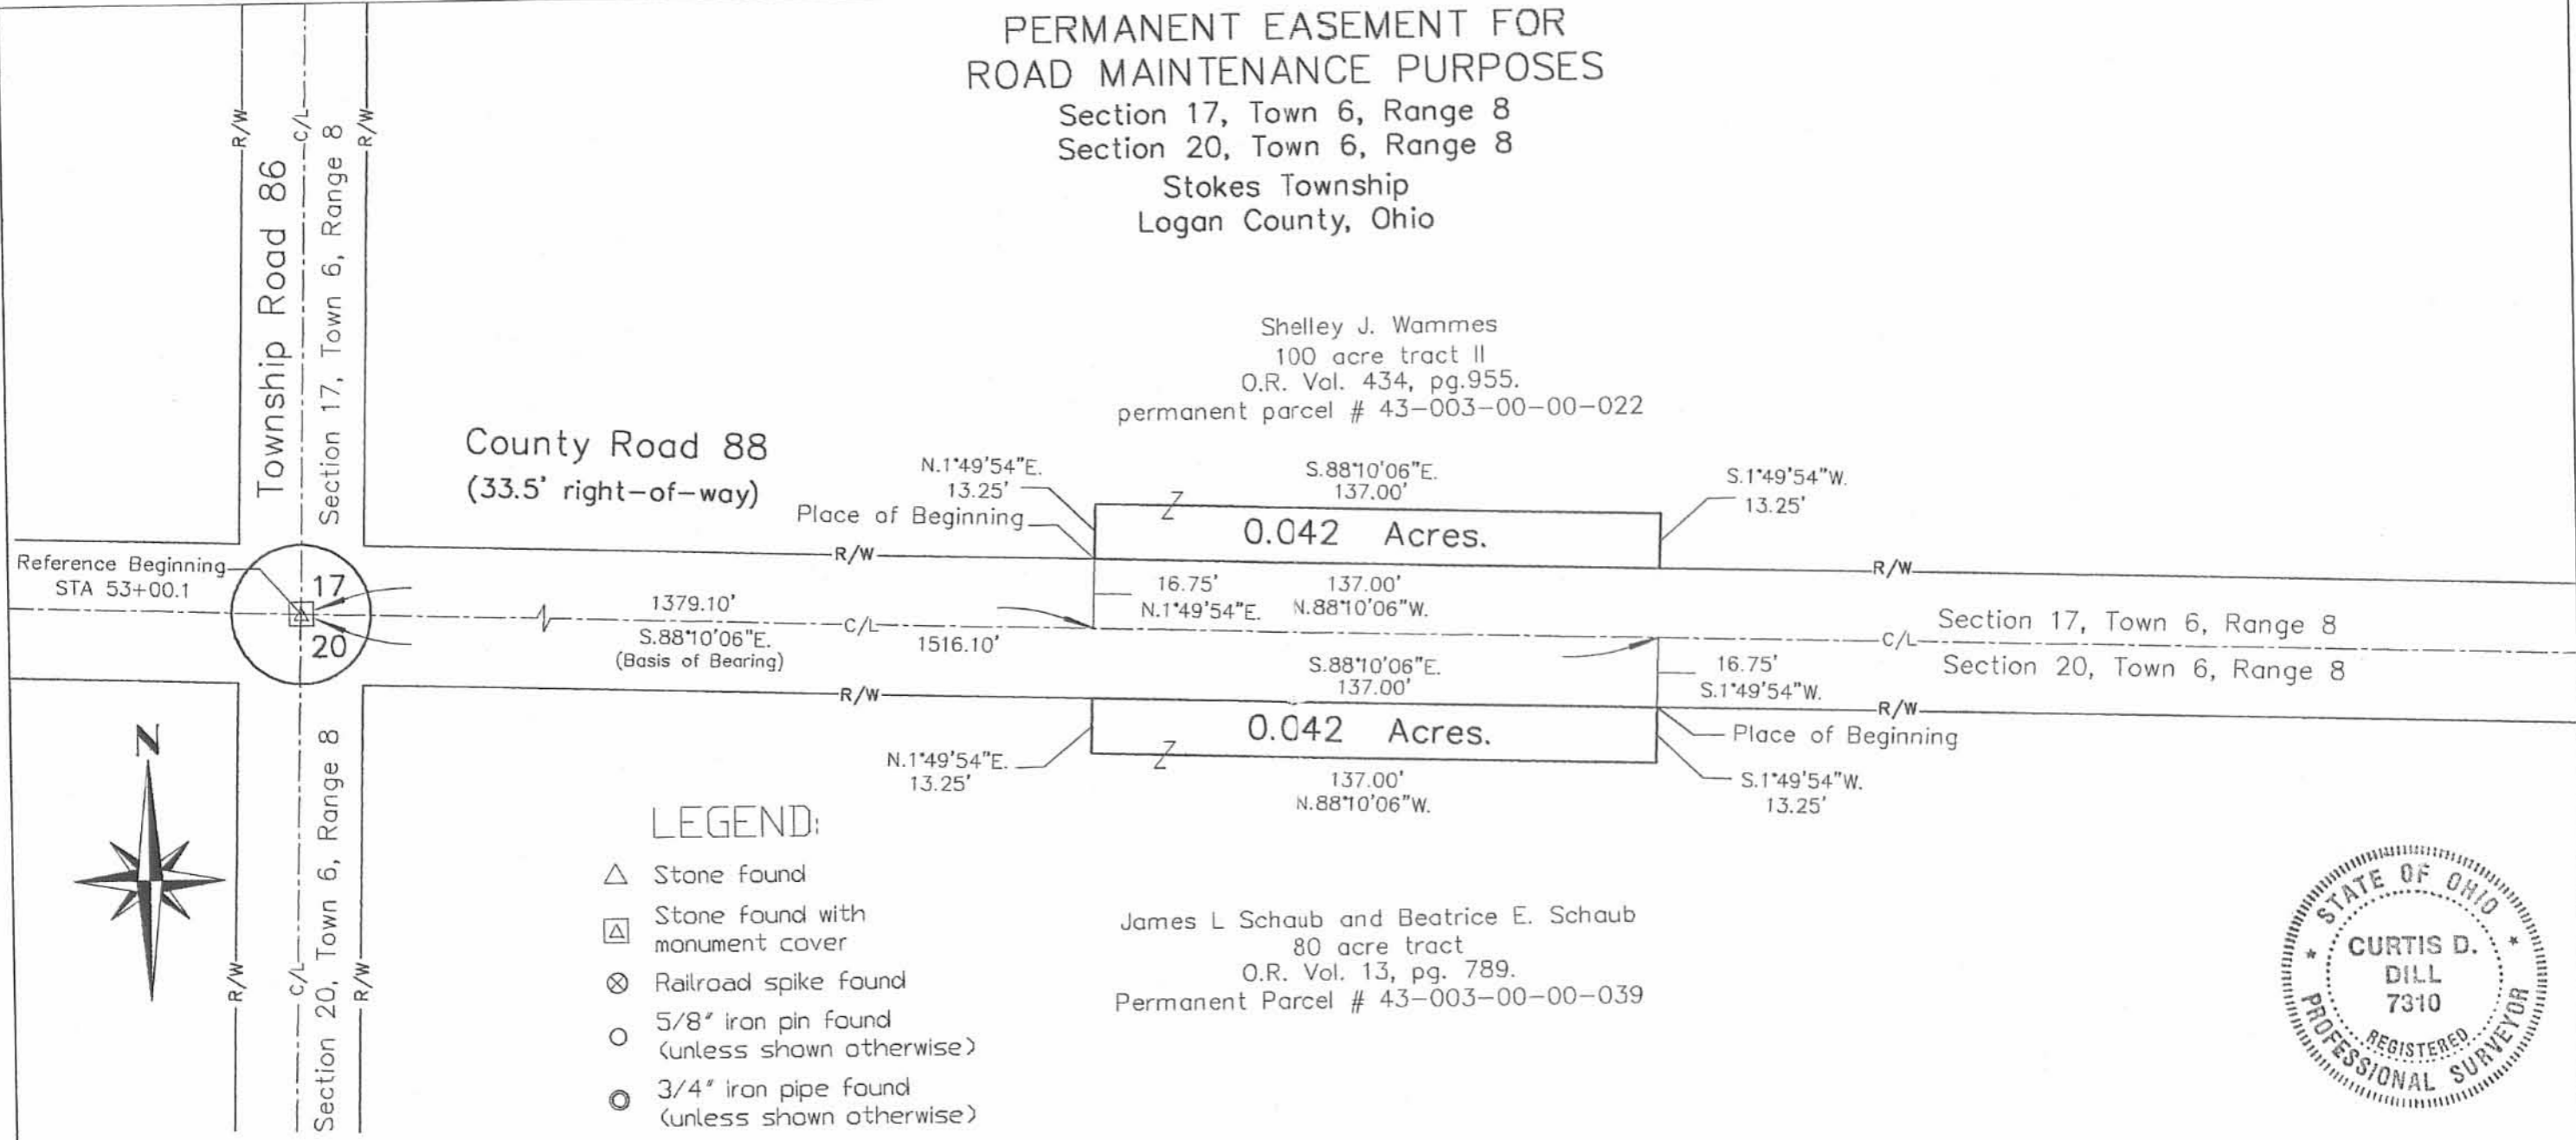 PERMANENT EASEMENT FOR
ROAD MAINTENANCE PURPOSES
Section 17, Town 6, Range 8
Section 20, Town 6, Range 8
Stokes Township
Logan County, Ohio
R/W
C/L
R/W
Township Road 86
Section 17, Town 6, Range 8
Shelley J. Wammes
100 acre tract II
O.R. Vol. 434, pg.955.
permanent parcel # 43-003-00-00-022
County Road 88
(33.5' right-of-way)
N.1°49'54"E.
13.25'
Place of Beginning
S.88°10'06"E.
137.00'
S.1°49'54"W.
13.25'
0.042 Acres.
R/W
R/W
Reference Beginning
STA 53+00.1
17
20
1379.10'
S.88°10'06"E.
(Basis of Bearing)
C/L
1516.10'
16.75'
N.1°49'54"E.
137.00'
N.88°10'06"W.
C/L
Section 17, Town 6, Range 8
Section 20, Town 6, Range 8
S.88°10'06"E.
137.00'
16.75'
S.1°49'54"W.
R/W
R/W
0.042 Acres.
Place of Beginning
N.1°49'54"E.
13.25'
137.00'
N.88°10'06"W.
S.1°49'54"W.
13.25'
N
R/W
C/L
Section 20, Town 6, Range 8
R/W
LEGEND:
Stone found
Stone found with
monument cover
Railroad spike found
5/8" iron pin found
(unless shown otherwise)
3/4" iron pipe found
(unless shown otherwise)
James L Schaub and Beatrice E. Schaub
80 acre tract
O.R. Vol. 13, pg. 789.
Permanent Parcel # 43-003-00-00-039
STATE OF OHIO
CURTIS D.
DILL
7310
REGISTERED
PROFESSIONAL SURVEYOR